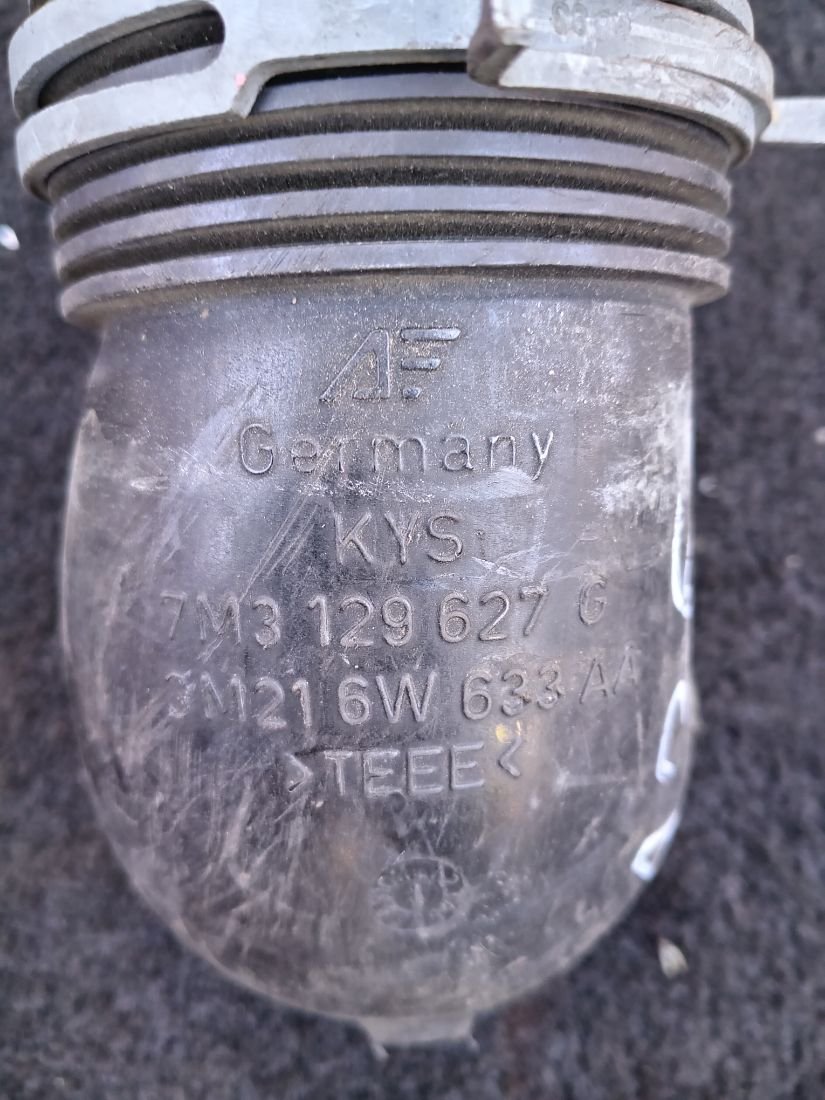 AF
Germany
KYS
7M3 129 627 G
3M21 6W 633 AA
>TEEE<